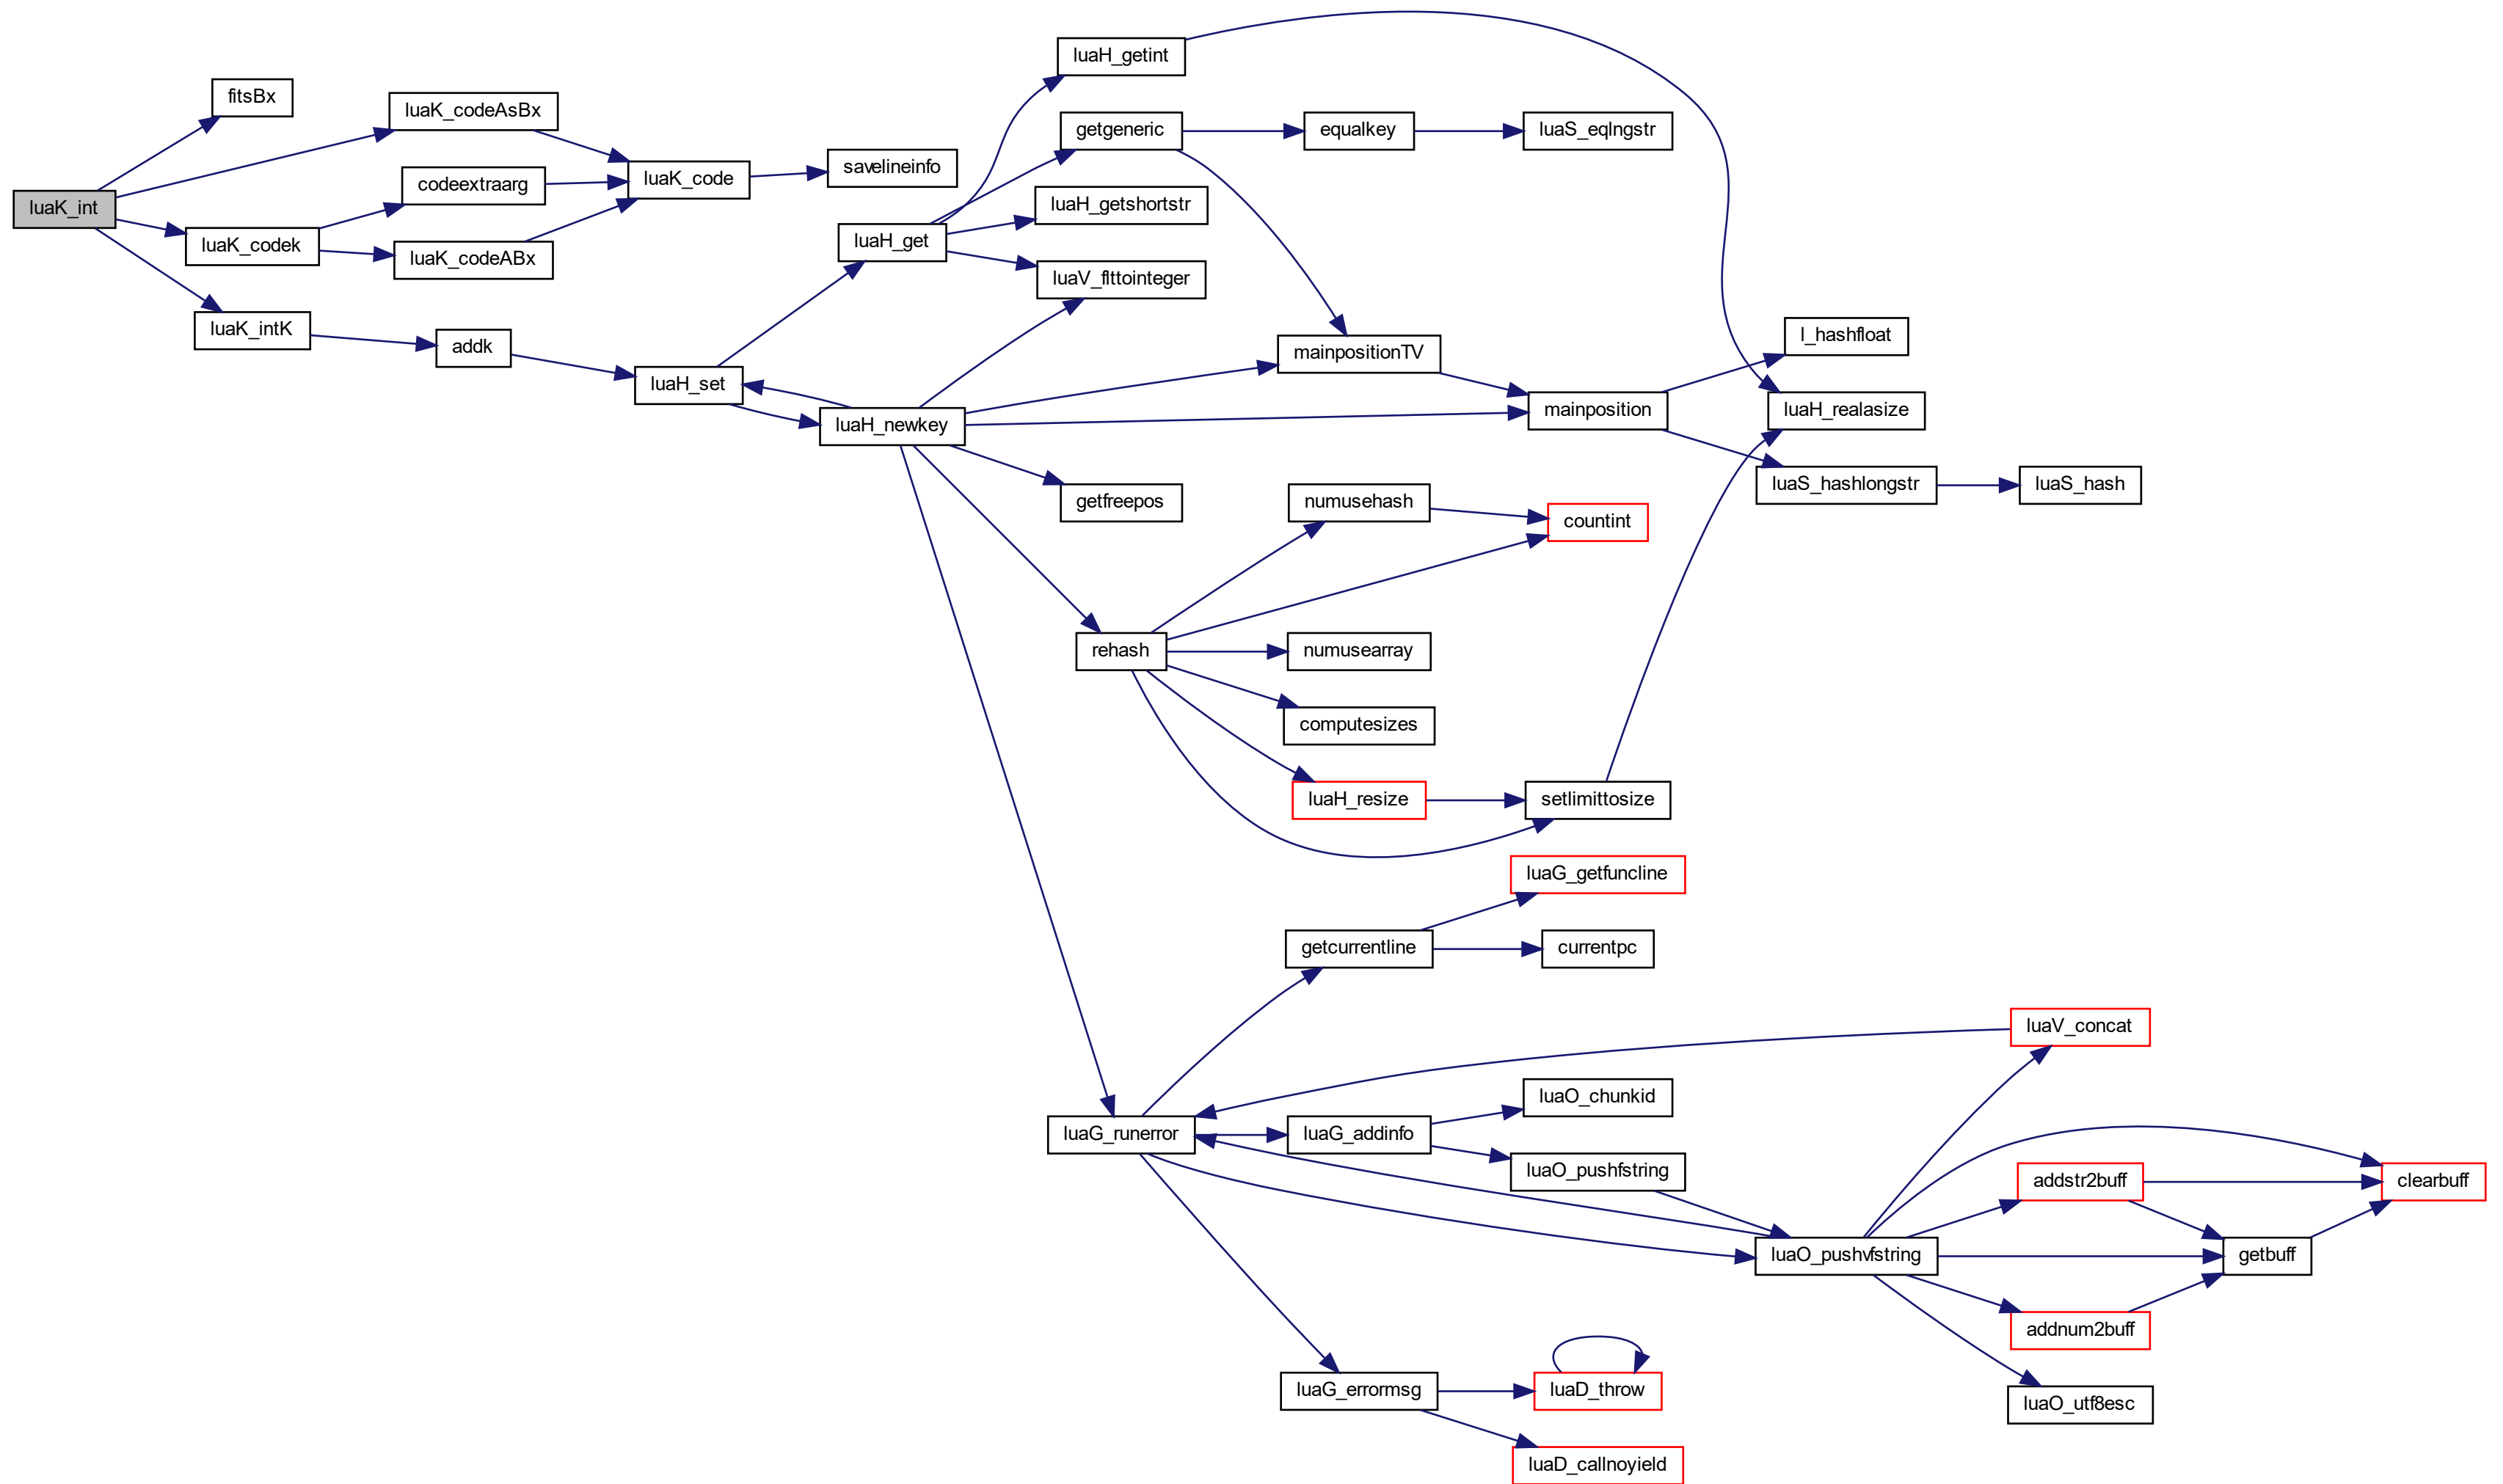 luaK_int
fitsBx
luaK_codeAsBx
codeextraarg
luaK_codek
luaK_codeABx
luaK_intK
addk
luaK_code
savelineinfo
luaH_set
luaH_get
luaH_newkey
luaH_getint
getgeneric
luaH_getshortstr
luaV_flttointeger
equalkey
luaS_eqlngstr
mainpositionTV
mainposition
l_hashfloat
luaH_realasize
luaS_hashlongstr
luaS_hash
getfreepos
numusehash
countint
rehash
numusearray
computesizes
luaH_resize
setlimittosize
luaG_getfuncline
getcurrentline
currentpc
luaV_concat
luaO_chunkid
luaG_runerror
luaG_addinfo
luaO_pushfstring
addstr2buff
clearbuff
luaO_pushvfstring
getbuff
addnum2buff
luaO_utf8esc
luaG_errormsg
luaD_throw
luaD_callnoyield